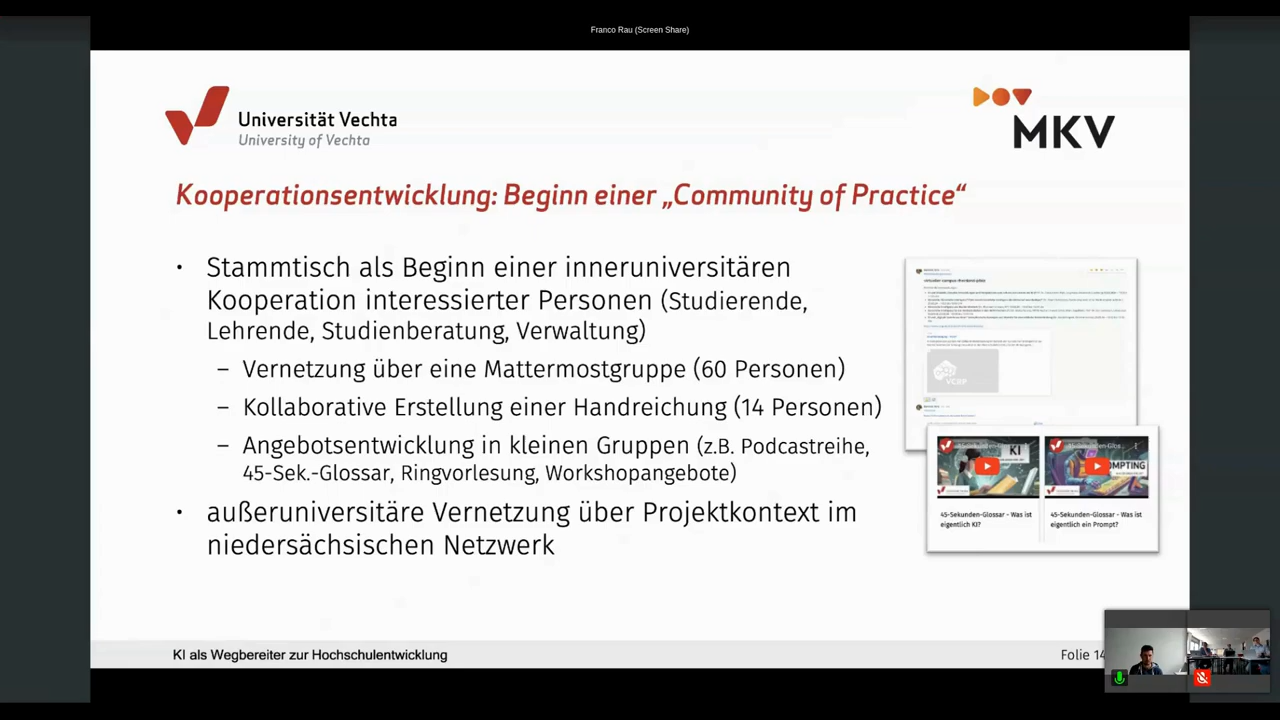 Franco Rau (Screen Share)
Universität Vechta
University of Vechta
MKV
Kooperationsentwicklung: Beginn einer „Community of Practice“
• Stammtisch als Beginn einer inneruniversitären
Kooperation interessierter Personen (Studierende,
Lehrende, Studienberatung, Verwaltung)
– Vernetzung über eine Mattermostgruppe (60 Personen)
– Kollaborative Erstellung einer Handreichung (14 Personen)
– Angebotsentwicklung in kleinen Gruppen (z.B. Podcastreihe,
45-Sek.-Glossar, Ringvorlesung, Workshopangebote)
• außeruniversitäre Vernetzung über Projektkontext im
niedersächsischen Netzwerk
VCRP
KI
45-Sekunden-Glossar - Was ist
eigentlich KI?
45-Sekunden-Glossar - Was ist
eigentlich ein Prompt?
KI als Wegbereiter zur Hochschulentwicklung
Folie 14